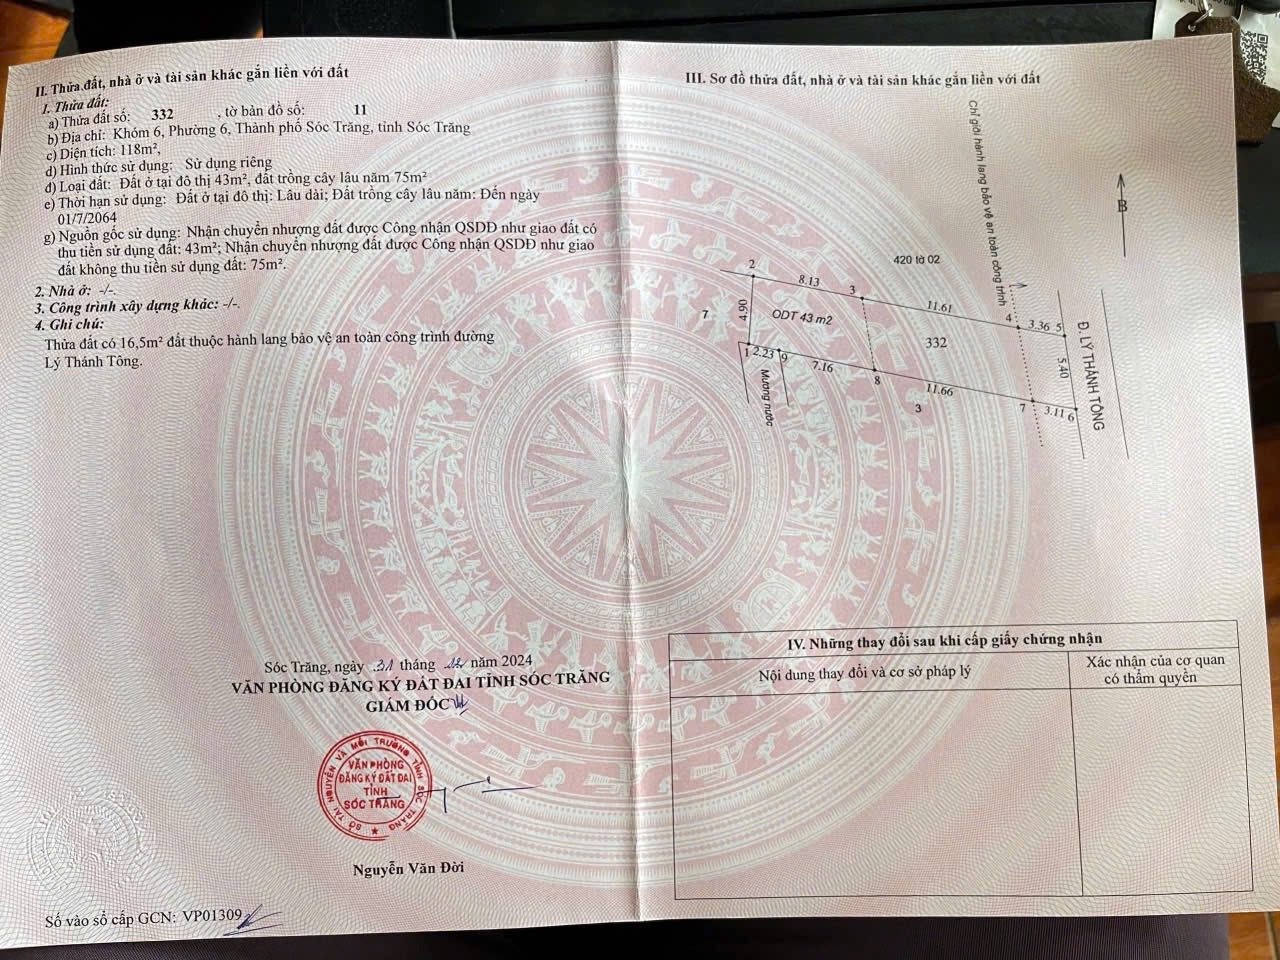 II. Thửa đất, nhà ở và tài sản khác gắn liền với đất
1. Thửa đất:
a) Thửa đất số: 332 , tờ bản đồ số: 11
b) Địa chỉ: Khóm 6, Phường 6, Thành phố Sóc Trăng, tỉnh Sóc Trăng
c) Diện tích: 118m²,
d) Hình thức sử dụng: Sử dụng riêng
đ) Loại đất: Đất ở tại đô thị 43m², đất trồng cây lâu năm 75m²
e) Thời hạn sử dụng: Đất ở tại đô thị: Lâu dài; Đất trồng cây lâu năm: Đến ngày
01/7/2064
g) Nguồn gốc sử dụng: Nhận chuyển nhượng đất được Công nhận QSDĐ như giao đất có
thu tiền sử dụng đất: 43m²; Nhận chuyển nhượng đất được Công nhận QSDĐ như giao
đất không thu tiền sử dụng đất: 75m².
2. Nhà ở: -/-.
3. Công trình xây dựng khác: -/-.
4. Ghi chú:
Thửa đất có 16,5m² đất thuộc hành lang bảo vệ an toàn công trình đường
Lý Thánh Tông.
Sóc Trăng, ngày 31 tháng 12 năm 2024
VĂN PHÒNG ĐĂNG KÝ ĐẤT ĐAI TỈNH SÓC TRĂNG
GIÁM ĐỐC
SỞ TÀI NGUYÊN VÀ MÔI TRƯỜNG TỈNH SÓC TRĂNG
VĂN PHÒNG
ĐĂNG KÝ ĐẤT ĐAI
TỈNH
SÓC TRĂNG
Nguyễn Văn Đời
Số vào sổ cấp GCN: VP01309
III. Sơ đồ thửa đất, nhà ở và tài sản khác gắn liền với đất
Chỉ giới hành lang bảo vệ an toàn công trình
B
420 tờ 02
2
8.13
3
11.61
4
3.36
5
7
4.90
ODT 43 m2
332
5.40
Đ. LÝ THÁNH TÔNG
1
2.23
9
7.16
8
11.66
7
3.11
6
Mương nước
3
IV. Những thay đổi sau khi cấp giấy chứng nhận
Nội dung thay đổi và cơ sở pháp lý
Xác nhận của cơ quan
có thẩm quyền